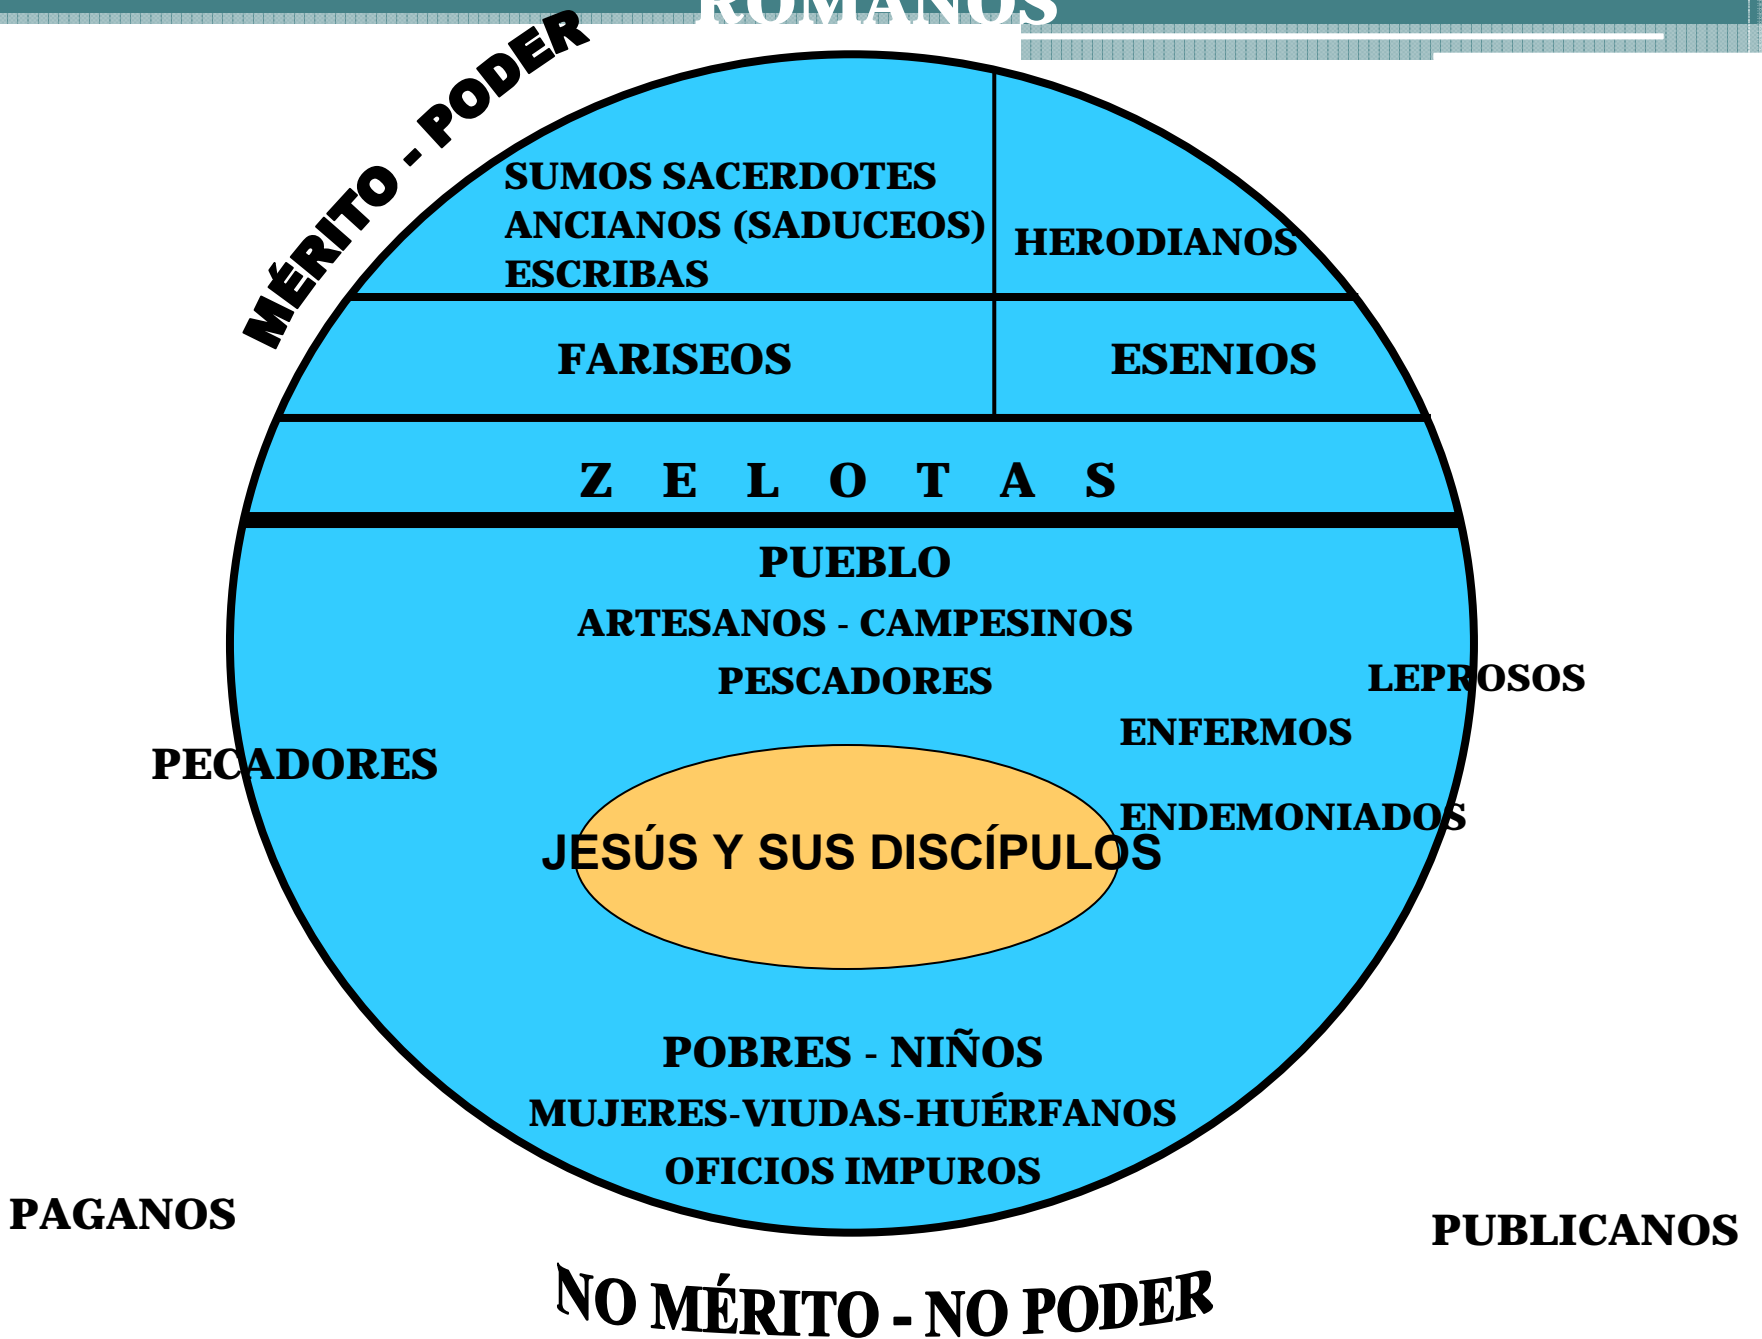 ROMANOS
MÉRITO - PODER
SUMOS SACERDOTES
ANCIANOS (SADUCEOS)
ESCRIBAS
HERODIANOS
FARISEOS
ESENIOS
Z E L O T A S
PUEBLO
ARTESANOS - CAMPESINOS
PESCADORES
LEPROSOS
ENFERMOS
PECADORES
ENDEMONIADOS
JESÚS Y SUS DISCÍPULOS
POBRES - NIÑOS
MUJERES-VIUDAS-HUÉRFANOS
OFICIOS IMPUROS
PAGANOS
PUBLICANOS
NO MÉRITO - NO PODER